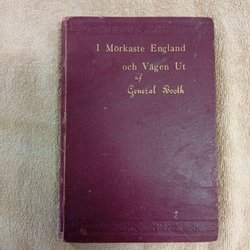 I Mörkaste England
och Vägen Ut
af
General Booth